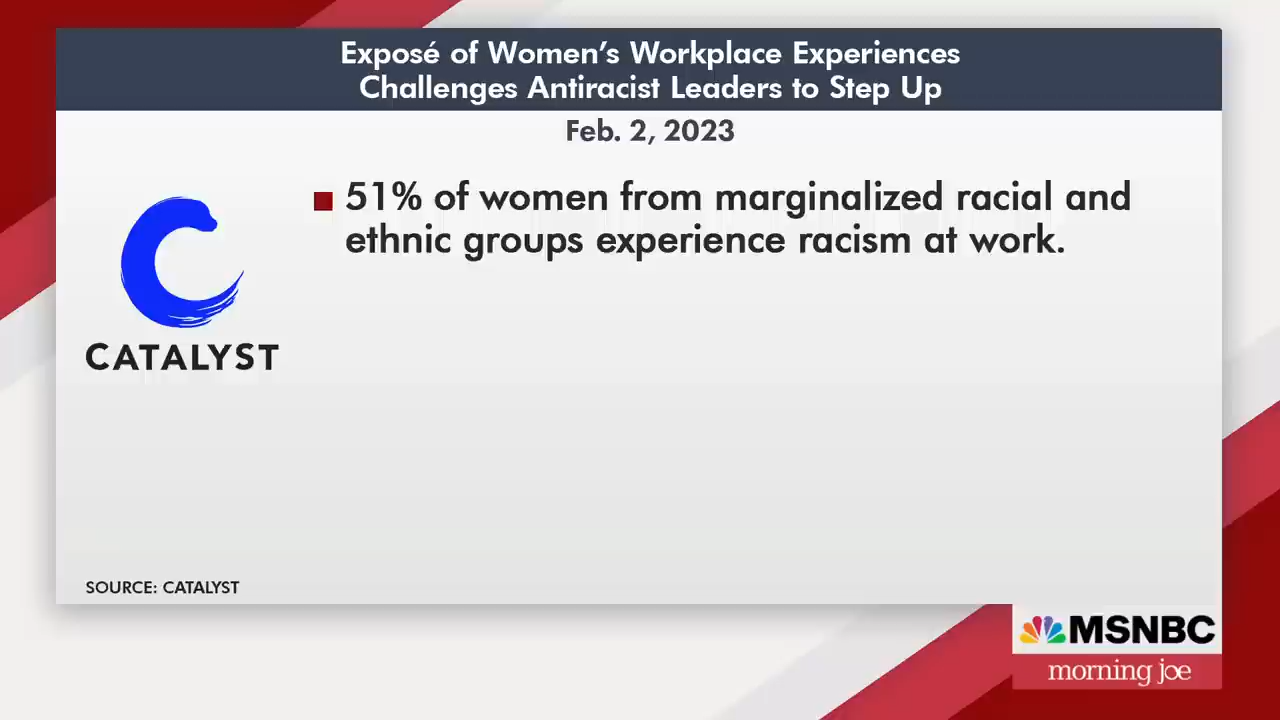 Exposé of Women’s Workplace Experiences
Challenges Antiracist Leaders to Step Up
Feb. 2, 2023
51% of women from marginalized racial and
ethnic groups experience racism at work.
CATALYST
SOURCE: CATALYST
MSNBC
morning joe